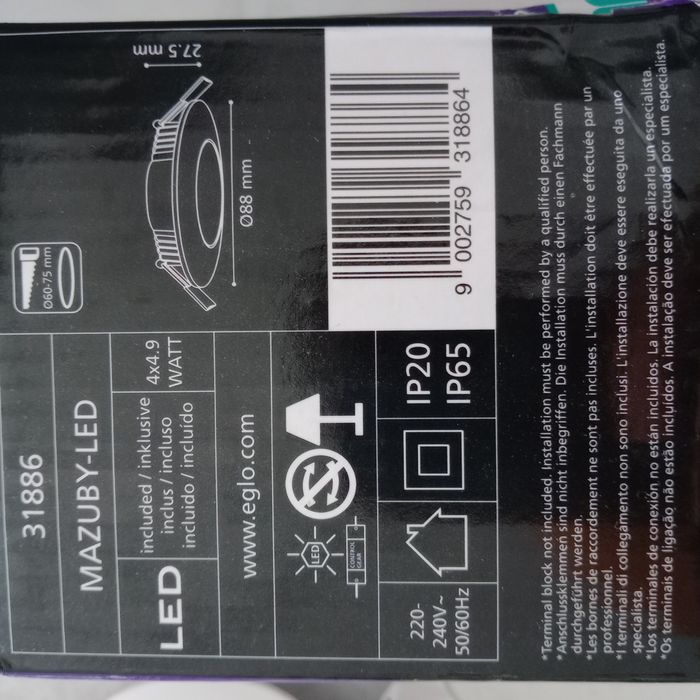 31886
MAZUBY-LED
LED
included / inklusive
inclus / incluso
incluido / incluído
4x4.9
WATT
www.eglo.com
LED
CONTROL
GEAR
220-
240V~
50/60Hz
IP20
IP65
Ø60-75 mm
27.5 mm
Ø88 mm
9 002759 318864
*Terminal block not included. Installation must be performed by a qualified person.
*Anschlussklemmen sind nicht inbegriffen. Die Installation muss durch einen Fachmann
durchgeführt werden.
*Les bornes de raccordement ne sont pas incluses. L'installation doit être effectuée par un
professionnel.
*I terminali di collegamento non sono inclusi. L'installazione deve essere eseguita da uno
specialista.
*Los terminales de conexión no están incluidos. La instalación debe realizarla un especialista.
*Os terminais de ligação não estão incluídos. A instalação deve ser efectuada por um especialista.